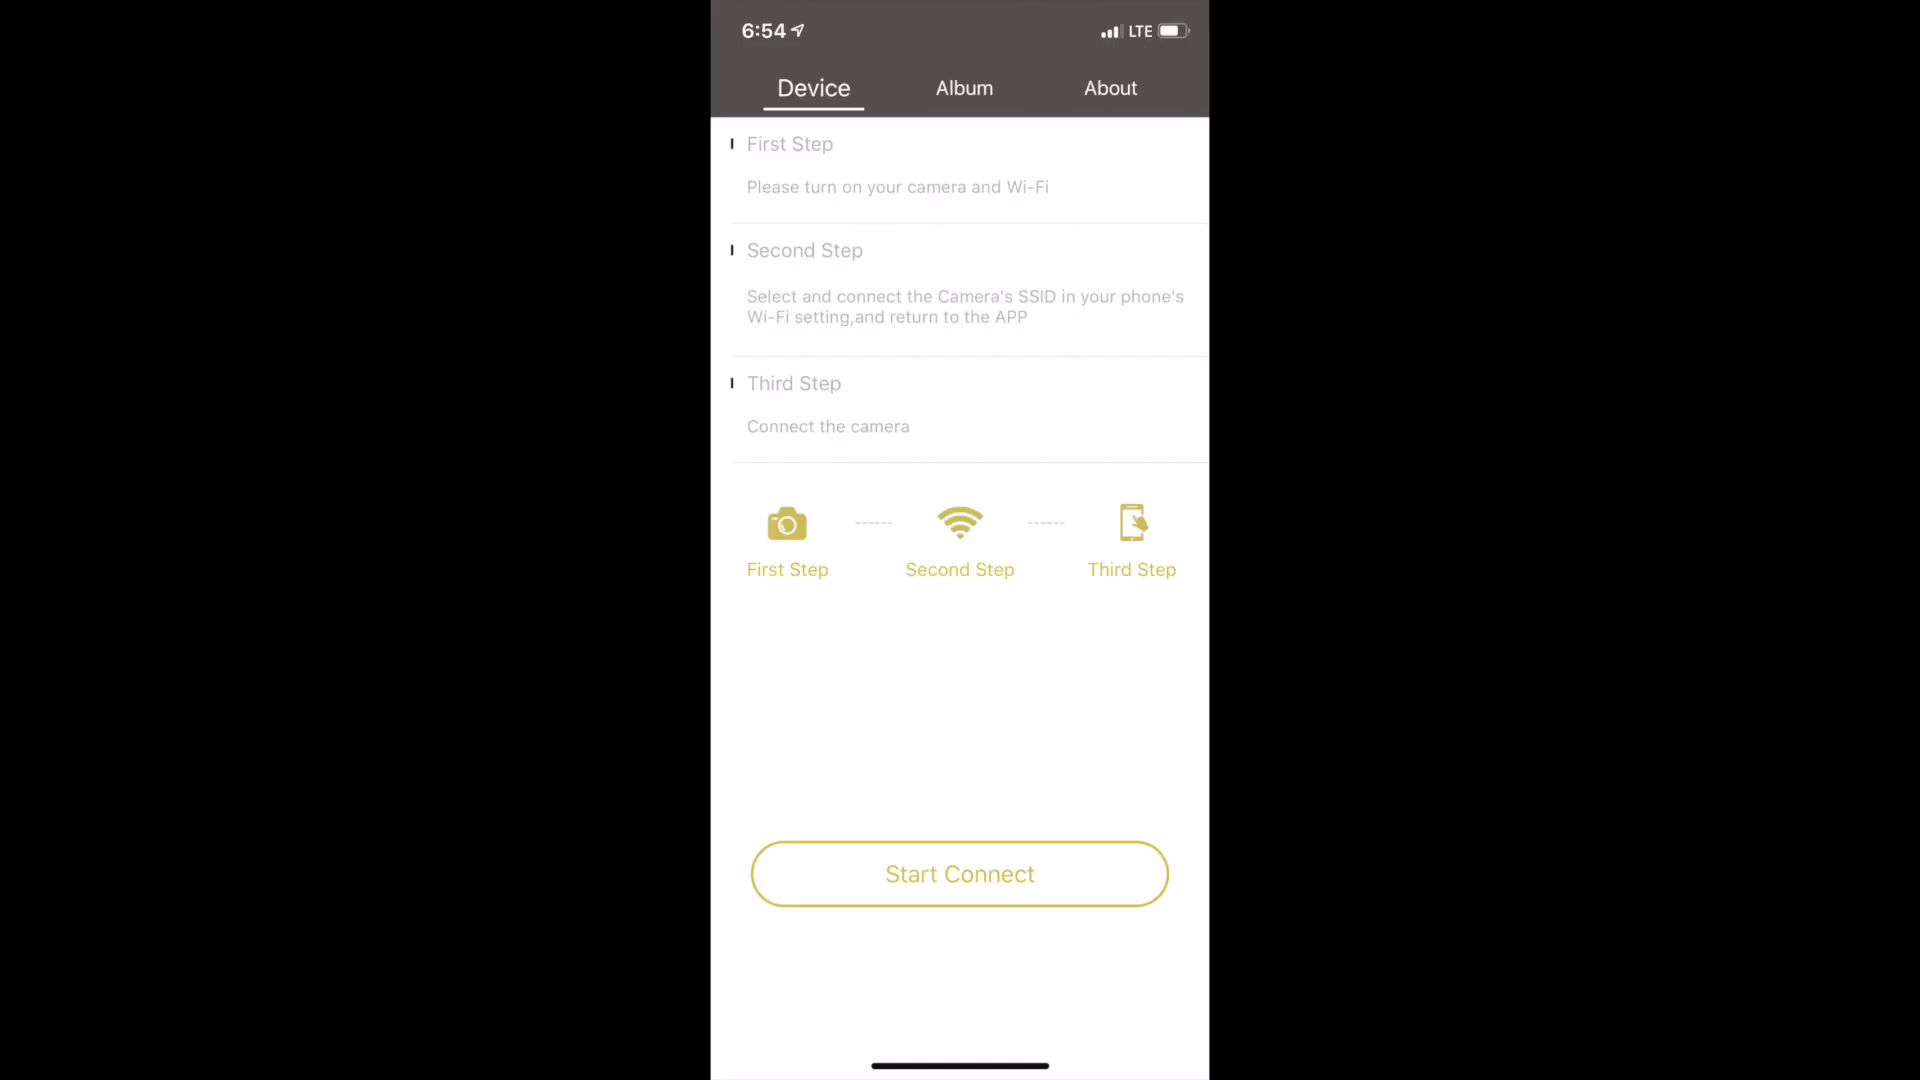 6:54
LTE
Device Album About
First Step
Please turn on your camera and Wi-Fi
Second Step
Select and connect the Camera's SSID in your phone's
Wi-Fi setting,and return to the APP
Third Step
Connect the camera
First Step Second Step Third Step
Start Connect